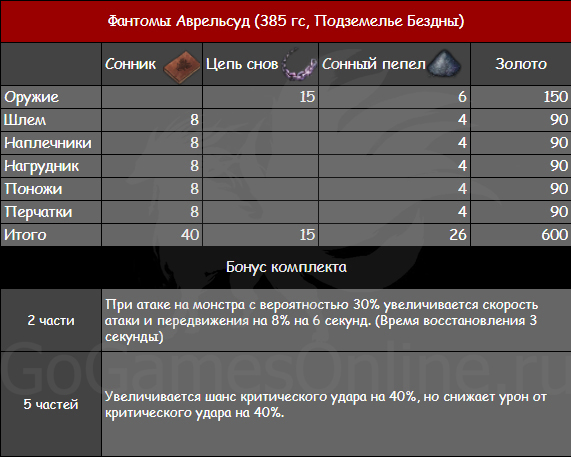 Фантомы Аврельсуд (385 гс, Подземелье Бездны)
Сонник Цепь снов Сонный пепел Золото
Оружие 15 6 150
Шлем 8 4 90
Наплечники 8 4 90
Нагрудник 8 4 90
Поножи 8 4 90
Перчатки 8 4 90
Итого 40 15 26 600
Бонус комплекта
2 части
При атаке на монстра с вероятностью 30% увеличивается скорость
атаки и передвижения на 8% на 6 секунд. (Время восстановления 3
секунды)
5 частей
Увеличивается шанс критического удара на 40%, но снижает урон от
критического удара на 40%.
GoGamesOnline.ru